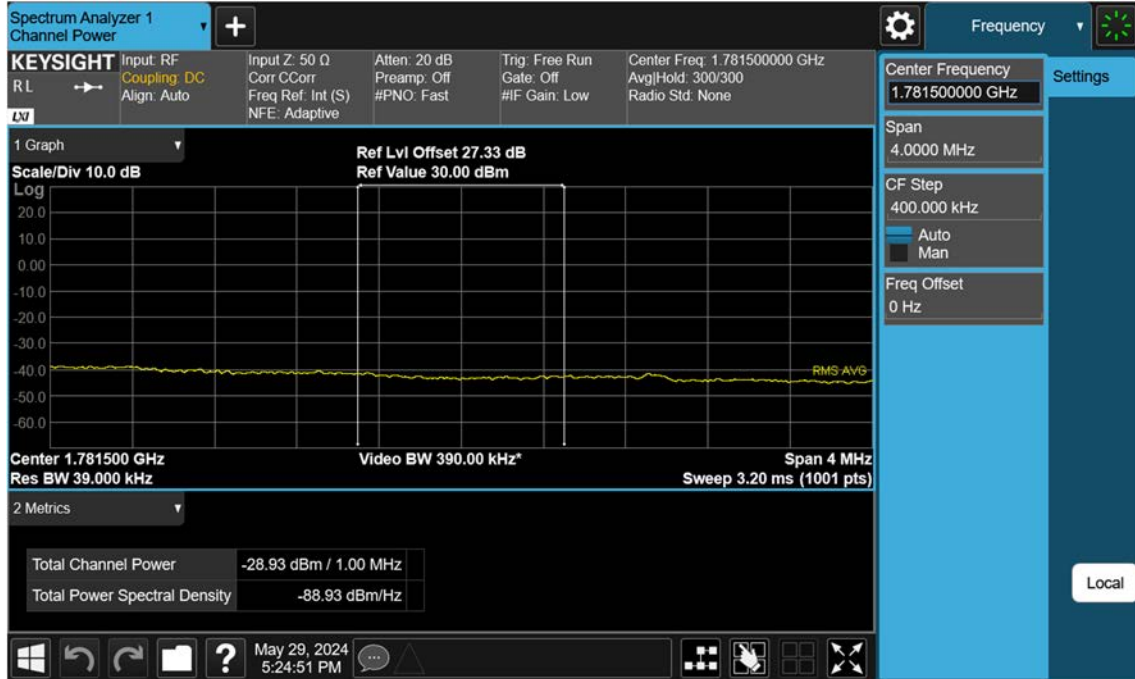 Spectrum Analyzer 1
Channel Power
Frequency
KEYSIGHT
R L
LXI
Input: RF
Coupling: DC
Align: Auto
Input Z: 50 Ω
Corr CCorr
Freq Ref: Int (S)
NFE: Adaptive
Atten: 20 dB
Preamp: Off
#PNO: Fast
Trig: Free Run
Gate: Off
#IF Gain: Low
Center Freq: 1.781500000 GHz
Avg|Hold: 300/300
Radio Std: None
Center Frequency
1.781500000 GHz
Settings
Span
4.0000 MHz
CF Step
400.000 kHz
Auto
Man
Freq Offset
0 Hz
Local
1 Graph
Scale/Div 10.0 dB
Ref Lvl Offset 27.33 dB
Ref Value 30.00 dBm
Log
20.0
10.0
0.00
-10.0
-20.0
-30.0
-40.0
-50.0
-60.0
RMS AVG
Center 1.781500 GHz
Video BW 390.00 kHz*
Span 4 MHz
Res BW 39.000 kHz
Sweep 3.20 ms (1001 pts)
2 Metrics
Total Channel Power -28.93 dBm / 1.00 MHz
Total Power Spectral Density -88.93 dBm/Hz
?
May 29, 2024
5:24:51 PM